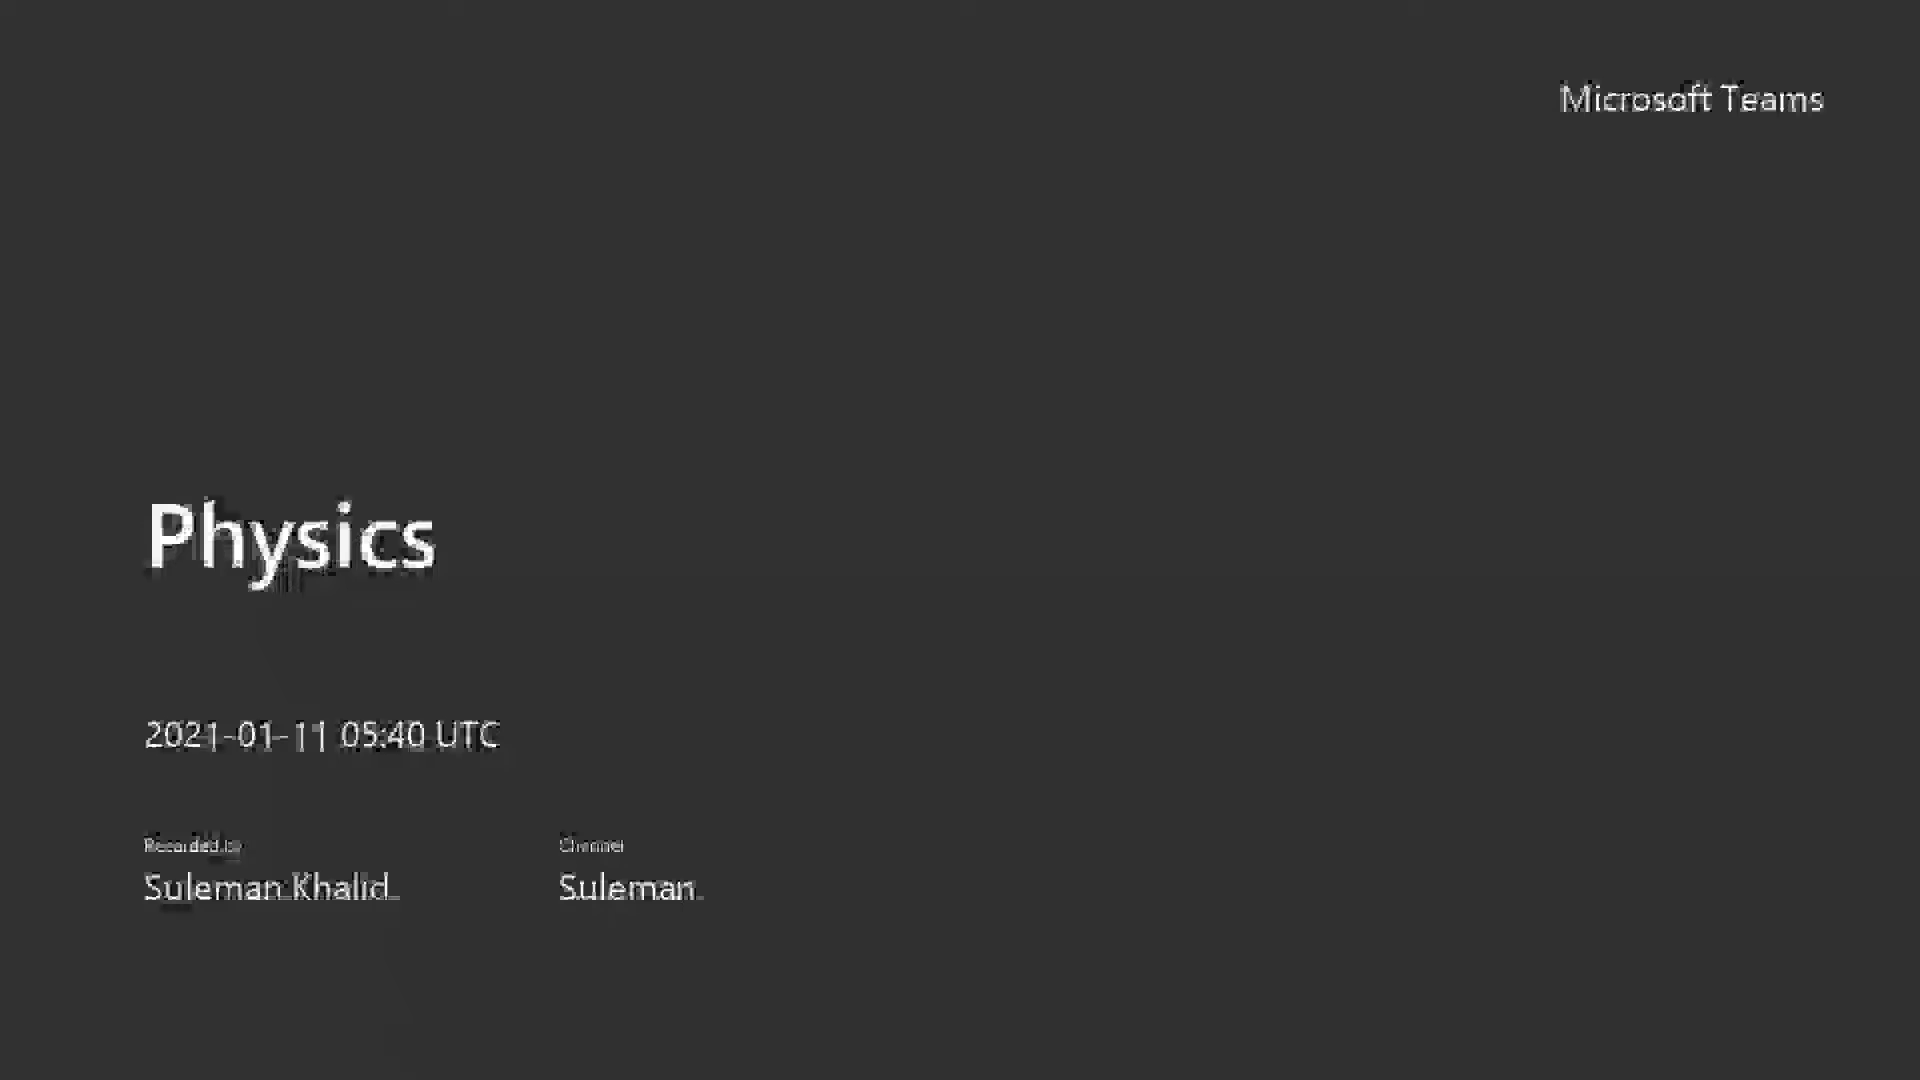 Microsoft Teams
Physics
2021-01-11 05:40 UTC
Recorded by
Channel
Suleman Khalid
Suleman